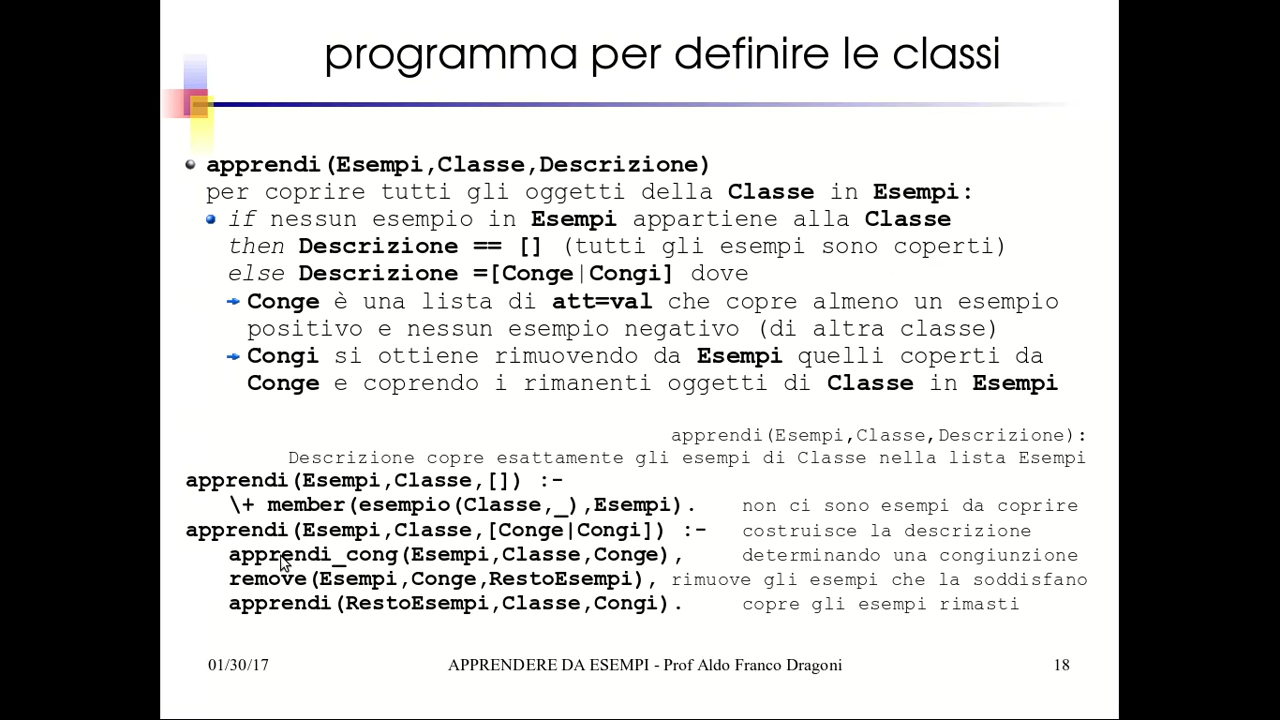 programma per definire le classi
apprendi(Esempi,Classe,Descrizione)
per coprire tutti gli oggetti della Classe in Esempi:
if nessun esempio in Esempi appartiene alla Classe
then Descrizione == [] (tutti gli esempi sono coperti)
else Descrizione =[Conge|Congi] dove
Conge è una lista di att=val che copre almeno un esempio
positivo e nessun esempio negativo (di altra classe)
Congi si ottiene rimuovendo da Esempi quelli coperti da
Conge e coprendo i rimanenti oggetti di Classe in Esempi
apprendi(Esempi,Classe,Descrizione):
Descrizione copre esattamente gli esempi di Classe nella lista Esempi
apprendi(Esempi,Classe,[]) :-
\+ member(esempio(Classe,_),Esempi). non ci sono esempi da coprire
apprendi(Esempi,Classe,[Conge|Congi]) :- costruisce la descrizione
apprendi_cong(Esempi,Classe,Conge), determinando una congiunzione
remove(Esempi,Conge,RestoEsempi), rimuove gli esempi che la soddisfano
apprendi(RestoEsempi,Classe,Congi). copre gli esempi rimasti
01/30/17 APPRENDERE DA ESEMPI - Prof Aldo Franco Dragoni 18